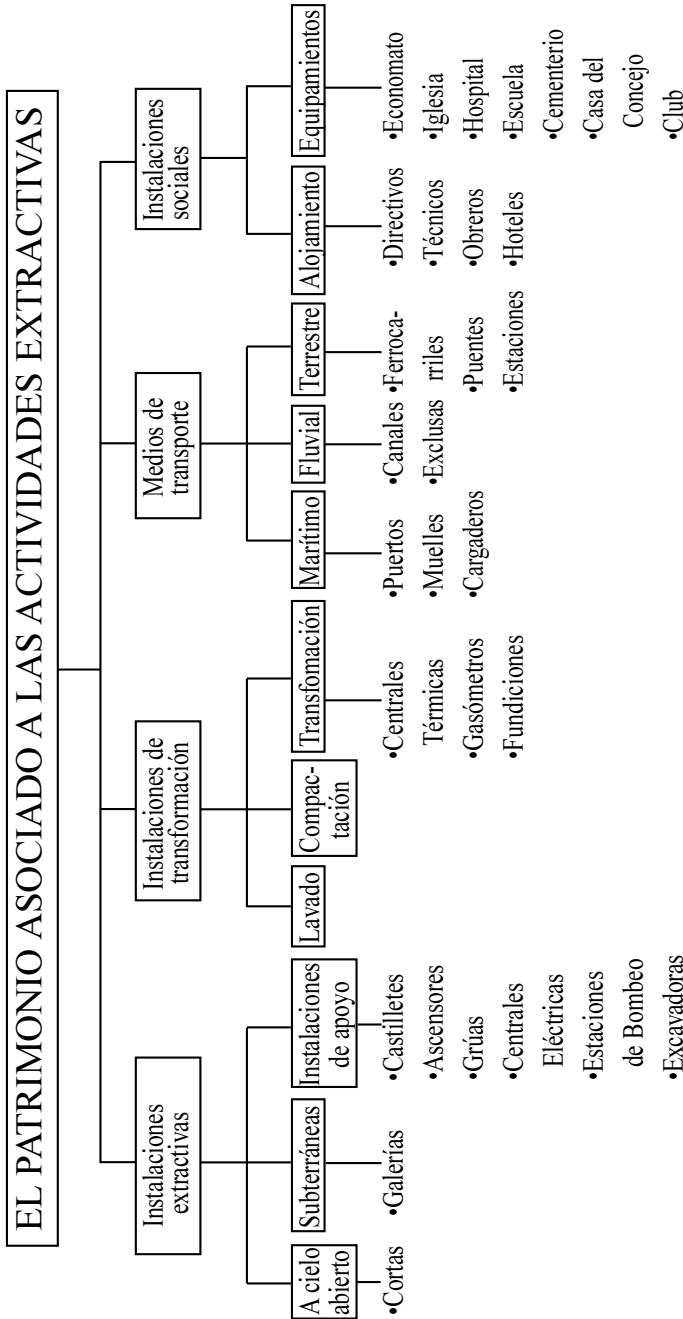 EL PATRIMONIO ASOCIADO A LAS ACTIVIDADES EXTRACTIVAS
Instalaciones
extractivas
A cielo
abierto
•Cortas
Subterráneas
•Galerías
Instalaciones
de apoyo
•Castilletes
•Ascensores
•Grúas
•Centrales
Eléctricas
•Estaciones
de Bombeo
•Excavadoras
Instalaciones de
transformación
Lavado
Compac-
tación
Transfomación
•Centrales
Térmicas
•Gasómetros
•Fundiciones
Medios de
transporte
Marítimo
•Puertos
•Muelles
•Cargaderos
Fluvial
•Canales
•Exclusas
Terrestre
•Ferroca-
rriles
•Puentes
•Estaciones
Instalaciones
sociales
Alojamiento
•Directivos
•Técnicos
•Obreros
•Hoteles
Equipamientos
•Economato
•Iglesia
•Hospital
•Escuela
•Cementerio
•Casa del
Concejo
•Club